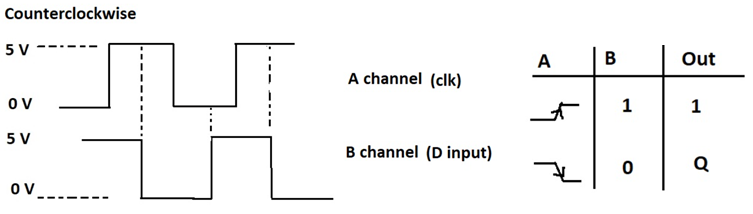 Counterclockwise
5 V
0 V
A channel (clk)
5 V
0 V
B channel (D input)
A B Out
1 1
0 Q